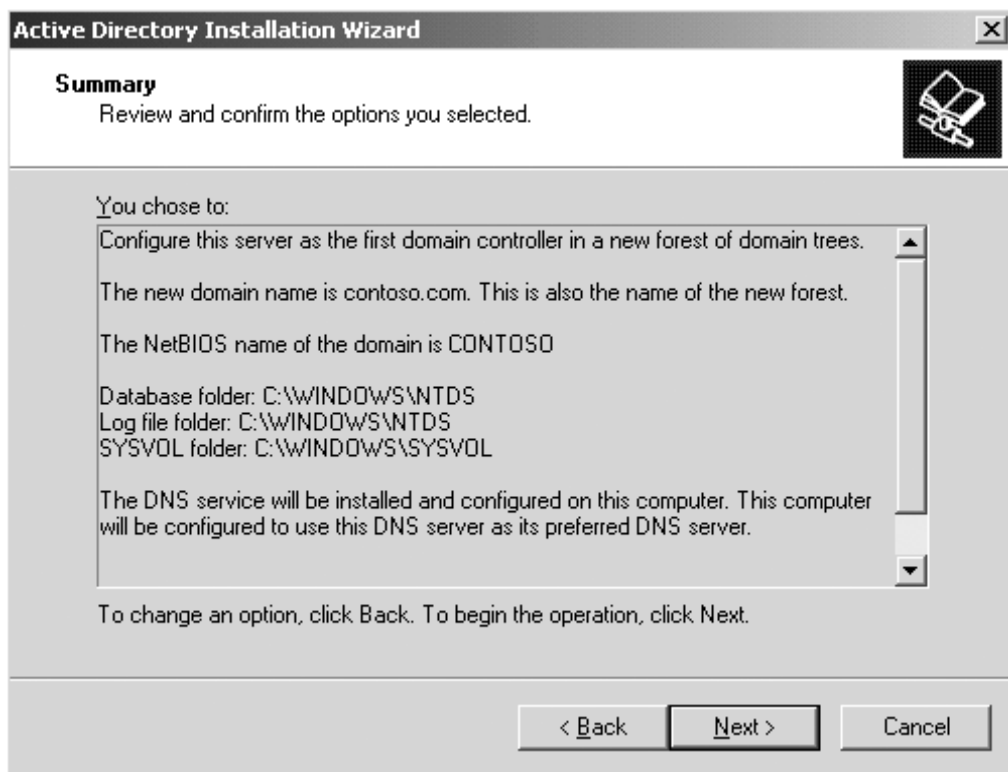 Active Directory Installation Wizard
Summary
Review and confirm the options you selected.
You chose to:
Configure this server as the first domain controller in a new forest of domain trees.
The new domain name is contoso.com. This is also the name of the new forest.
The NetBIOS name of the domain is CONTOSO
Database folder: C:\WINDOWS\NTDS
Log file folder: C:\WINDOWS\NTDS
SYSVOL folder: C:\WINDOWS\SYSVOL
The DNS service will be installed and configured on this computer. This computer
will be configured to use this DNS server as its preferred DNS server.
To change an option, click Back. To begin the operation, click Next.
< Back
Next >
Cancel